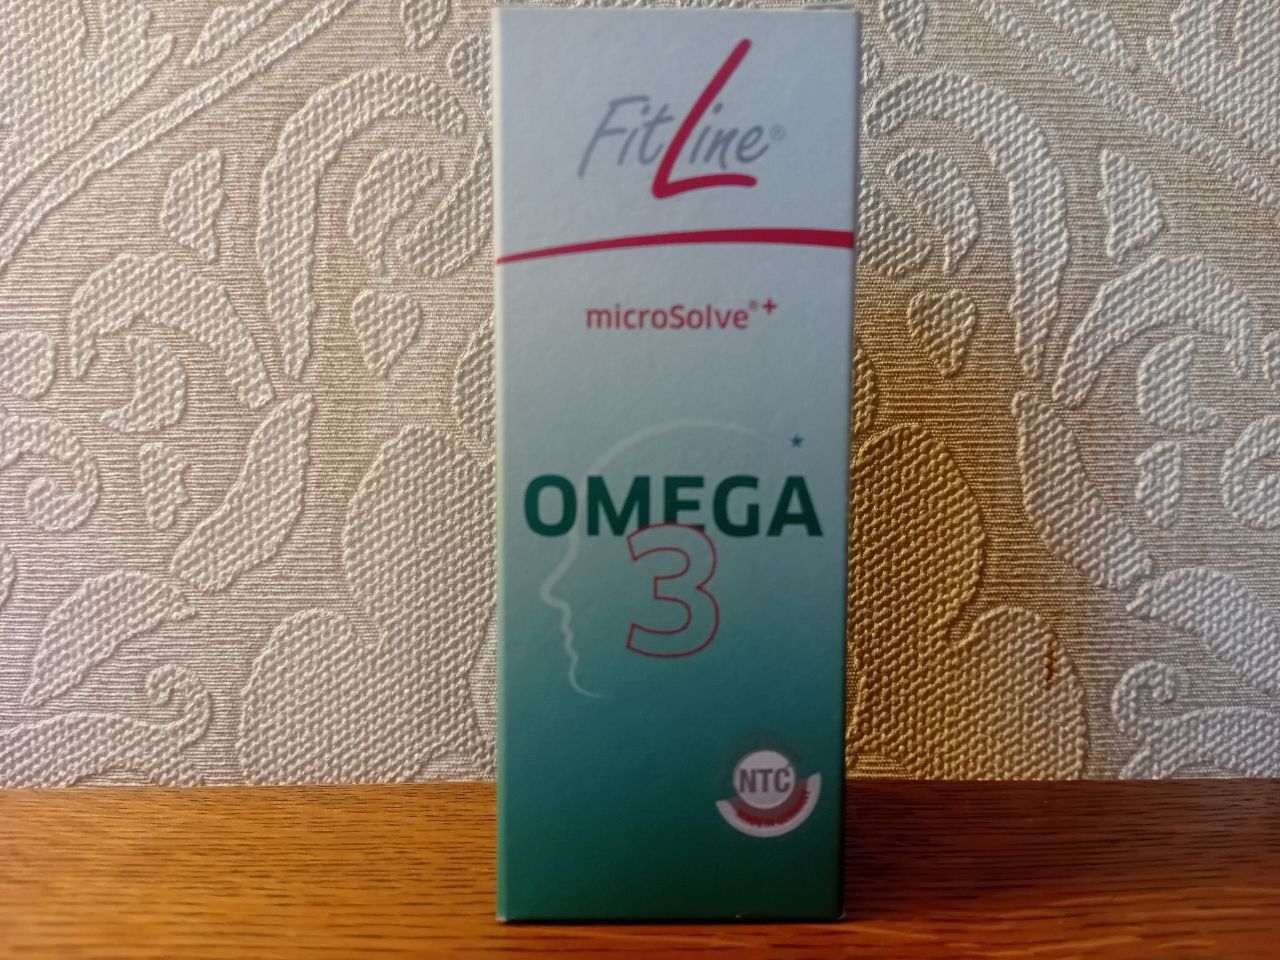 FitLine®
microSolve®+
OMEGA*
3
NTC®